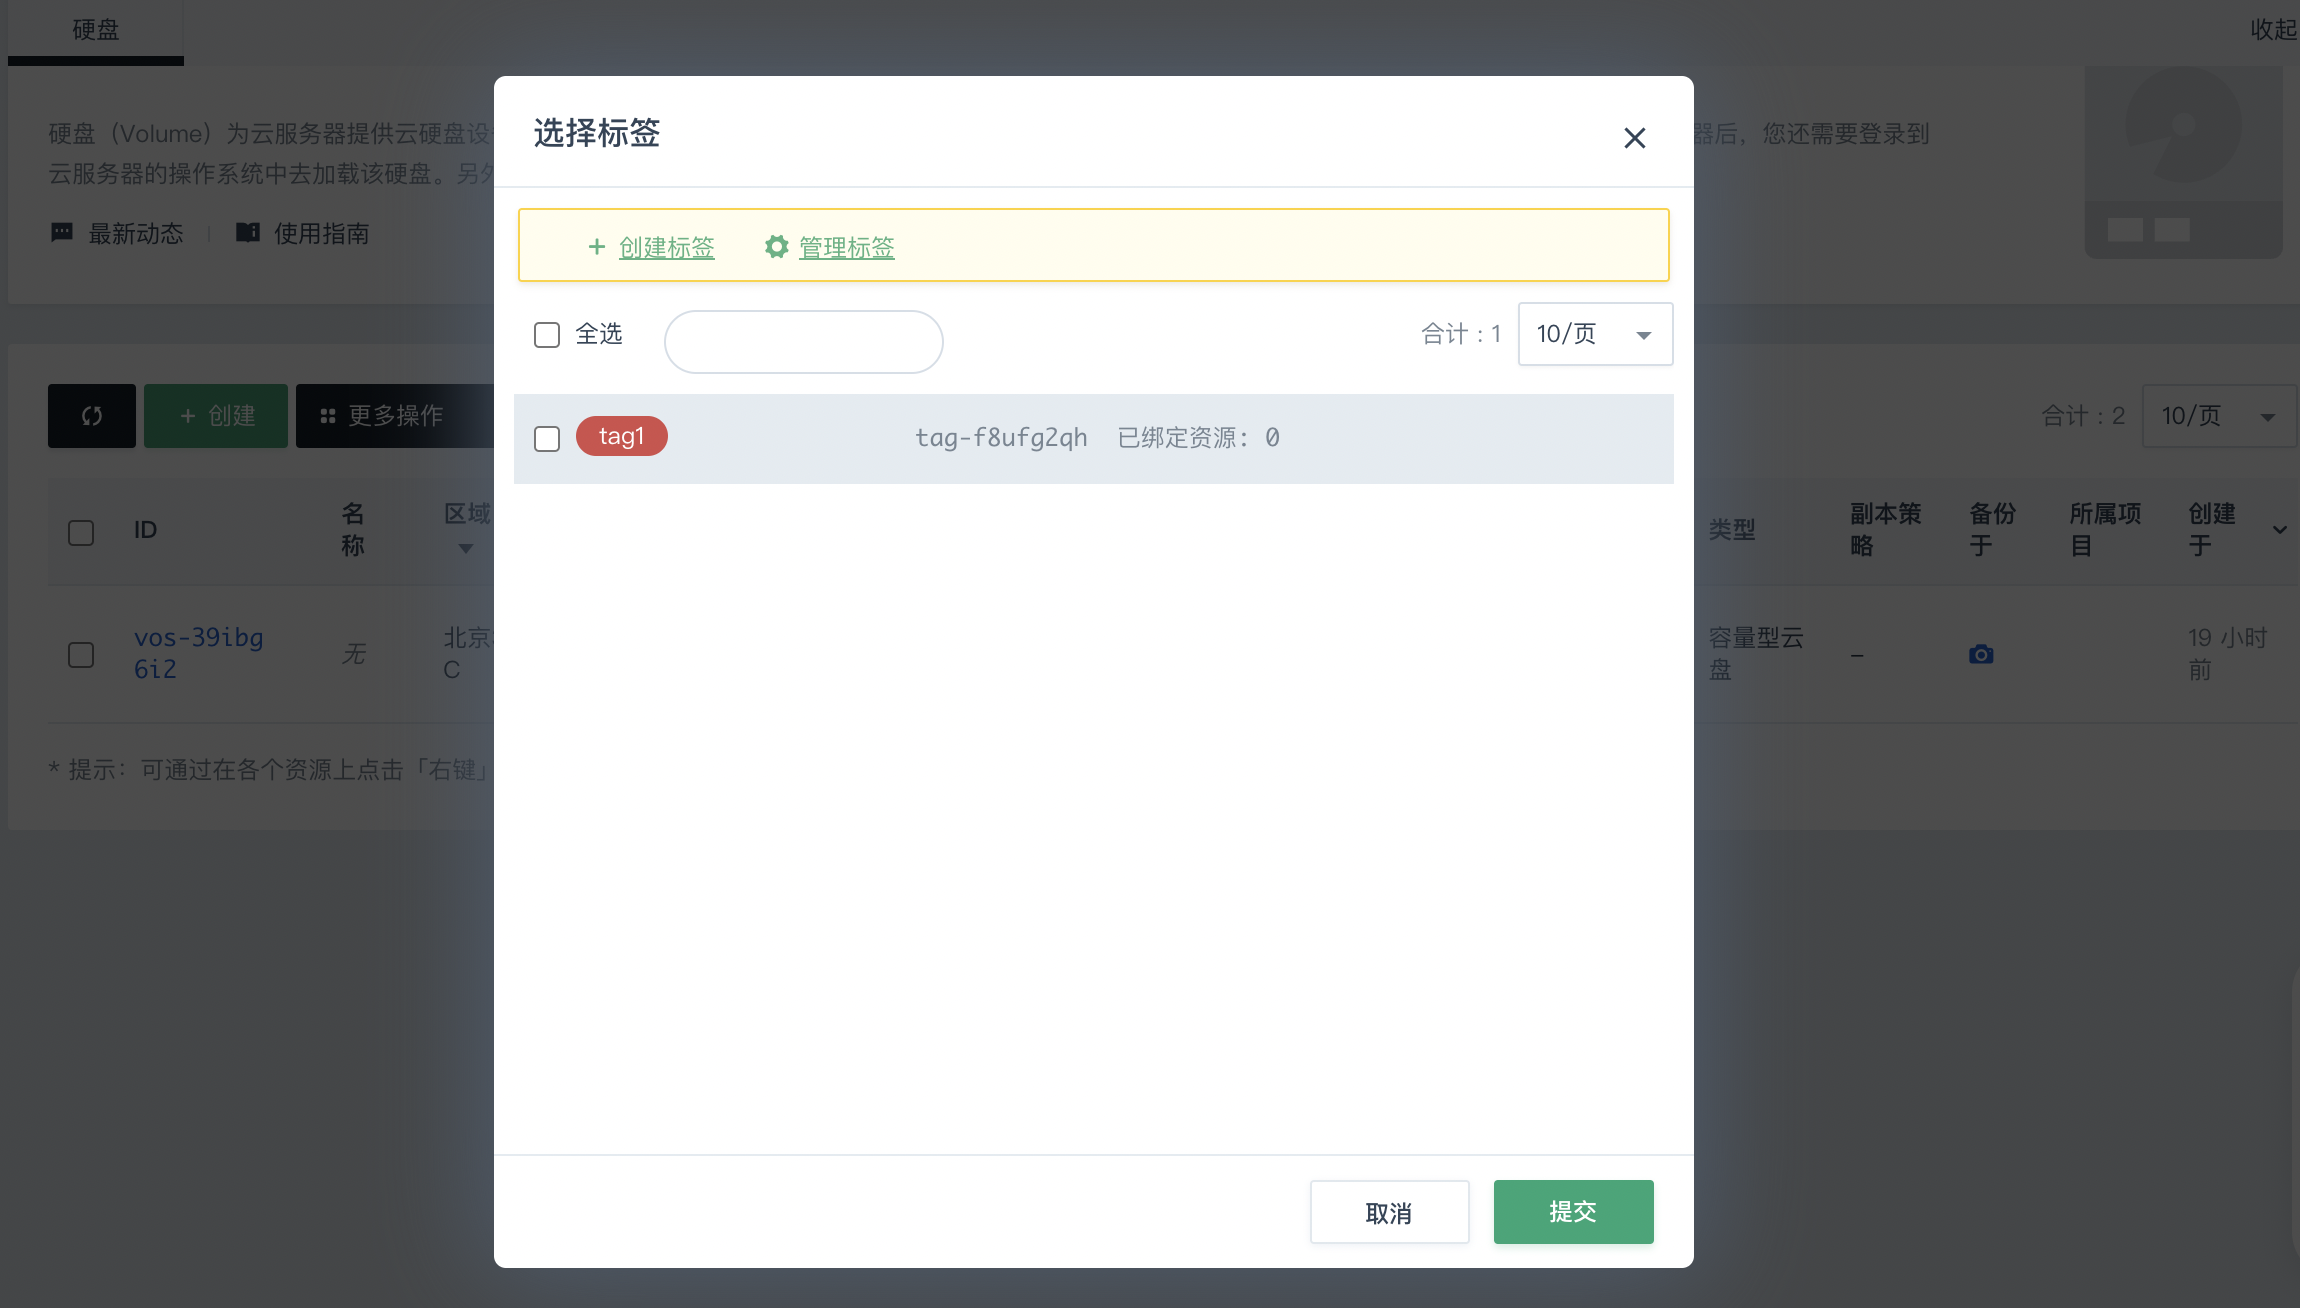 硬盘
收起
硬盘（Volume）为云服务器提供云硬盘设
器后，您还需要登录到
云服务器的操作系统中去加载该硬盘。另外
最新动态
使用指南
选择标签
+ 创建标签
管理标签
全选
合计：1
10/页
tag1
tag-f8ufg2qh 已绑定资源: 0
取消
提交
+ 创建
更多操作
合计：2
10/页
ID
名称
区域
类型
副本策略
备份于
所属项目
创建于
vos-39ibg6i2
无
北京
C
容量型云盘
–
19 小时前
* 提示：可通过在各个资源上点击「右键」